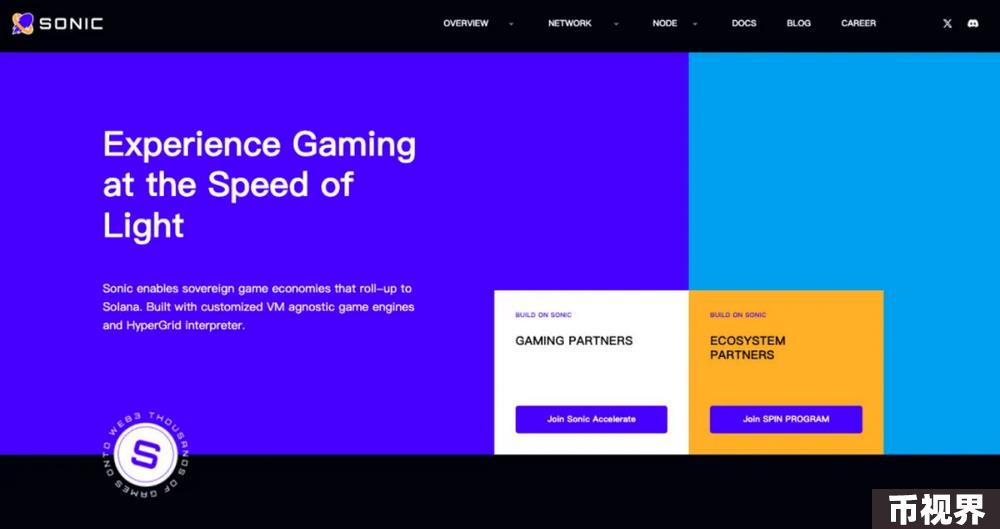 SONIC
OVERVIEW
NETWORK
NODE
DOCS
BLOG
CAREER
Experience Gaming
at the Speed of
Light
Sonic enables sovereign game economies that roll-up to
Solana. Built with customized VM agnostic game engines
and HyperGrid interpreter.
BUILD ON SONIC
GAMING PARTNERS
Join Sonic Accelerate
BUILD ON SONIC
ECOSYSTEM
PARTNERS
Join SPIN PROGRAM
THOUSANDS OF GAMES ONTO WEB3
S
币视界